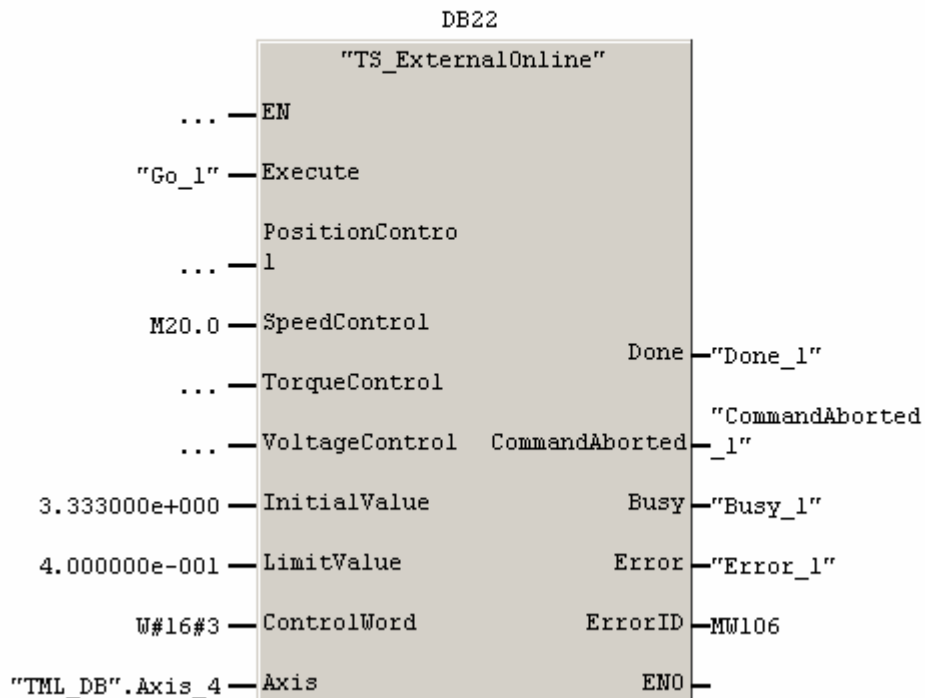 DB22
"TS_ExternalOnline"
... EN
"Go_1" Execute
PositionContro
... l
M20.0 SpeedControl
Done "Done_1"
... TorqueControl
"CommandAborted
... VoltageControl CommandAborted _1"
3.333000e+000 InitialValue Busy "Busy_1"
4.000000e-001 LimitValue Error "Error_1"
W#16#3 ControlWord ErrorID MW106
"TML_DB".Axis_4 Axis ENO